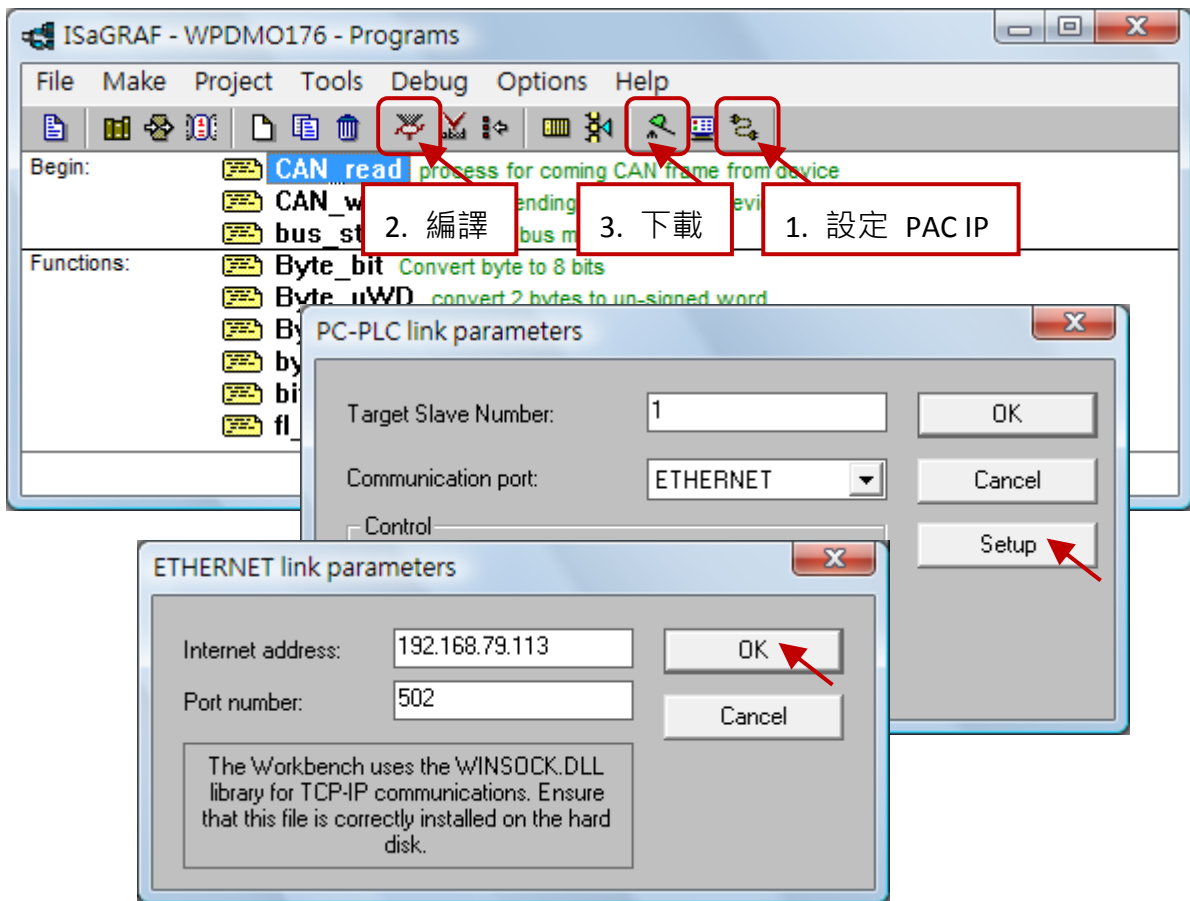 ISaGRAF - WPDMO176 - Programs
File Make Project Tools Debug Options Help
Begin:
CAN_read process for coming CAN frame from device
CAN_w
bus_st bus m
2. 編譯
3. 下載
1. 設定 PAC IP
Functions:
Byte_bit Convert byte to 8 bits
Byte_uWD convert 2 bytes to un-signed word
By
by
bi
fl_
PC-PLC link parameters
Target Slave Number: 1 OK
Communication port: ETHERNET Cancel
Control
Setup
ETHERNET link parameters
Internet address: 192.168.79.113 OK
Port number: 502
Cancel
The Workbench uses the WINSOCK.DLL
library for TCP-IP communications. Ensure
that this file is correctly installed on the hard
disk.